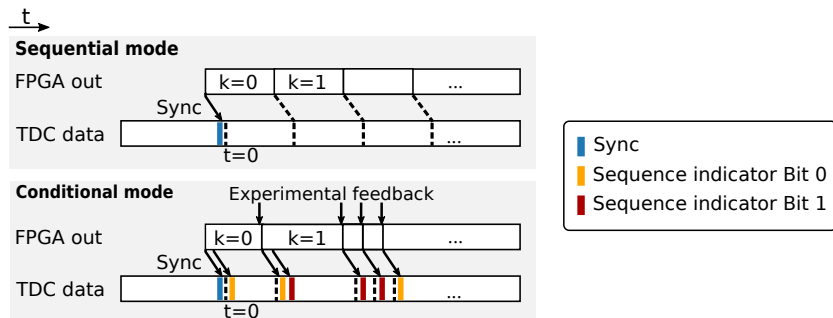 t
Sequential mode
FPGA out
k=0
k=1
...
Sync
TDC data
...
t=0
Conditional mode
Experimental feedback
FPGA out
k=0
k=1
...
Sync
TDC data
...
t=0
Sync
Sequence indicator Bit 0
Sequence indicator Bit 1